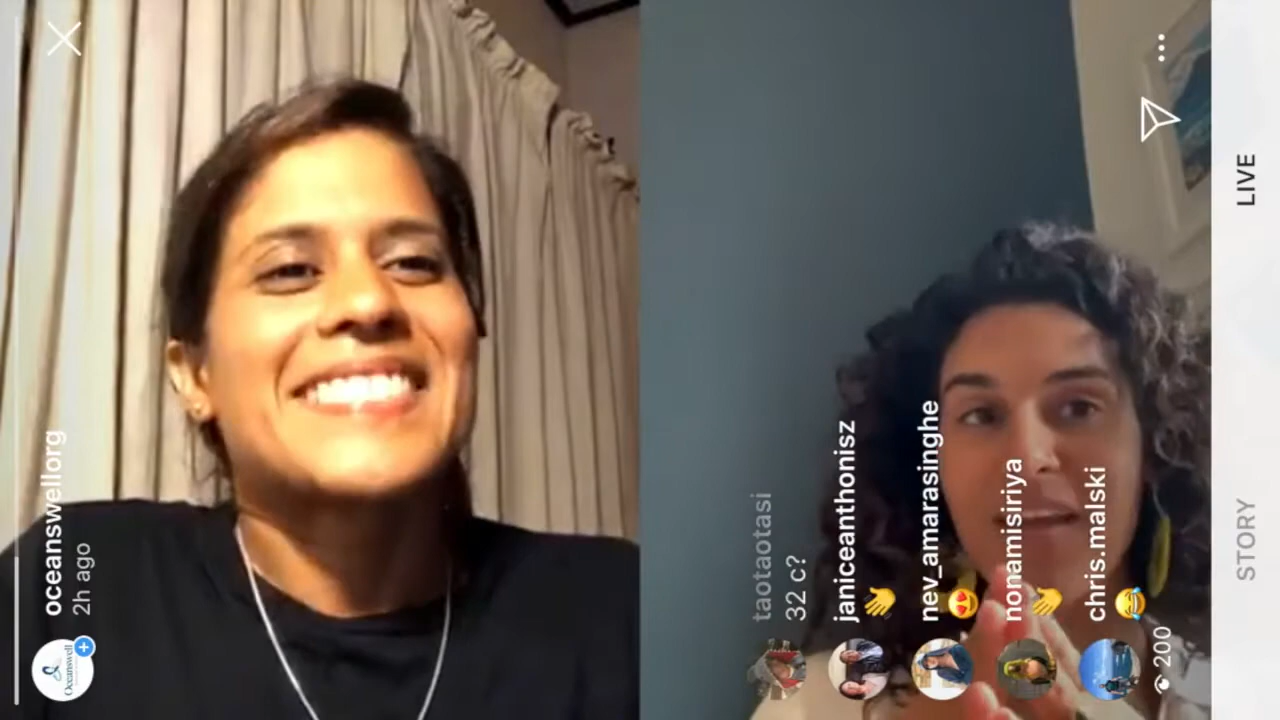 oceanswellorg
2h ago
Oceanswell
taotaotasi
32 c?
janiceanthonisz
nev_amarasinghe
nonamisiriya
chris.malski
200
STORY
LIVE